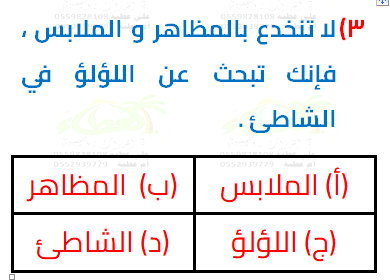 ٣) لا تنخدع بالمظاهر و الملابس ،
فإنك تبحث عن اللؤلؤ في
الشاطئ .
(أ) الملابس (ب) المظاهر
(ج) اللؤلؤ (د) الشاطئ